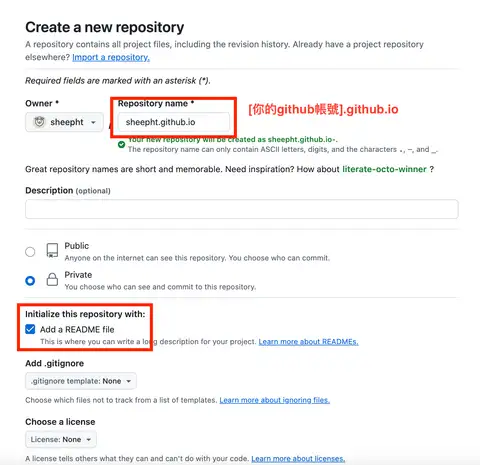 Create a new repository
A repository contains all project files, including the revision history. Already have a project repository
elsewhere? Import a repository.
Required fields are marked with an asterisk (*).
Owner *
Repository name *
sheepht
/
sheepht.github.io
[你的github帳號].github.io
Your new repository will be created as sheepht.github.io-.
The repository name can only contain ASCII letters, digits, and the characters ., -, and _.
Great repository names are short and memorable. Need inspiration? How about literate-octo-winner ?
Description (optional)
Public
Anyone on the internet can see this repository. You choose who can commit.
Private
You choose who can see and commit to this repository.
Initialize this repository with:
Add a README file
This is where you can write a long description for your project. Learn more about READMEs.
Add .gitignore
.gitignore template: None
Choose which files not to track from a list of templates. Learn more about ignoring files.
Choose a license
License: None
A license tells others what they can and can't do with your code. Learn more about licenses.